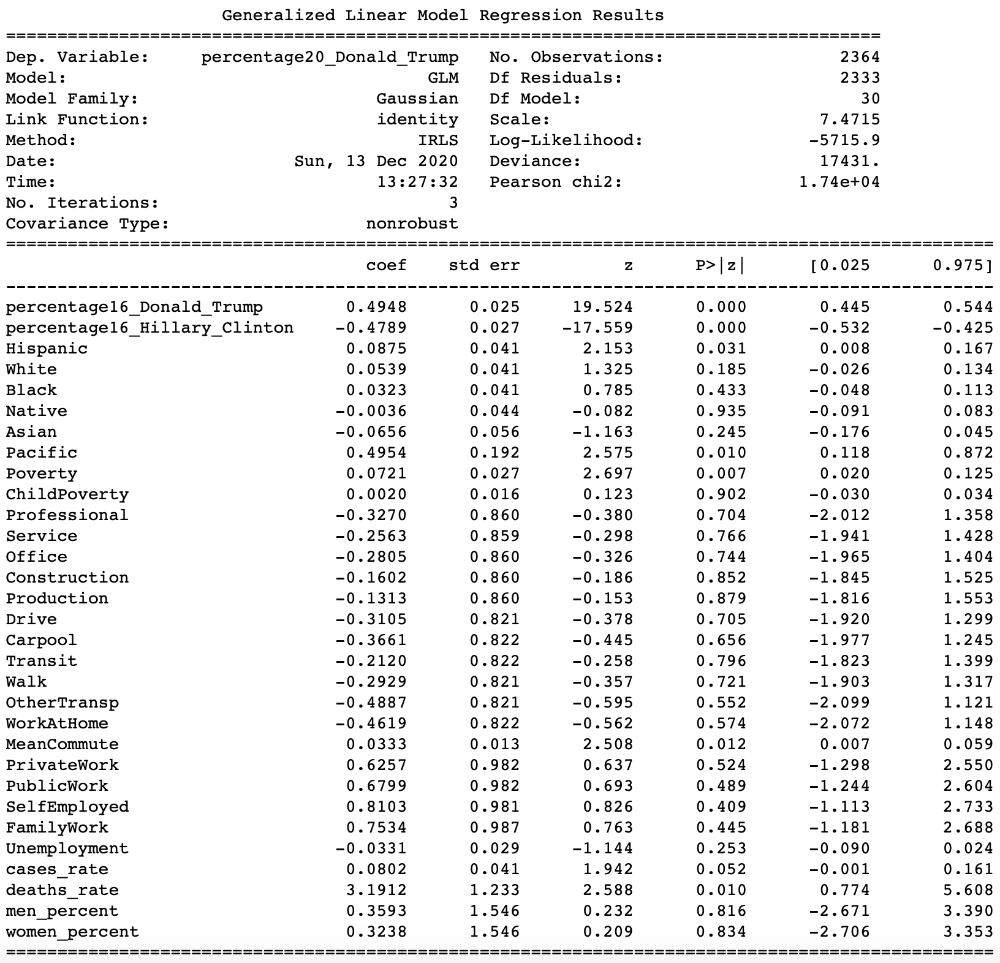 Generalized Linear Model Regression Results
=====================================================================================
Dep. Variable: percentage20_Donald_Trump No. Observations: 2364
Model: GLM Df Residuals: 2333
Model Family: Gaussian Df Model: 30
Link Function: identity Scale: 7.4715
Method: IRLS Log-Likelihood: -5715.9
Date: Sun, 13 Dec 2020 Deviance: 17431.
Time: 13:27:32 Pearson chi2: 1.74e+04
No. Iterations: 3
Covariance Type: nonrobust
================================================================================================
coef std err z P>|z| [0.025 0.975]
------------------------------------------------------------------------------------------------
percentage16_Donald_Trump 0.4948 0.025 19.524 0.000 0.445 0.544
percentage16_Hillary_Clinton -0.4789 0.027 -17.559 0.000 -0.532 -0.425
Hispanic 0.0875 0.041 2.153 0.031 0.008 0.167
White 0.0539 0.041 1.325 0.185 -0.026 0.134
Black 0.0323 0.041 0.785 0.433 -0.048 0.113
Native -0.0036 0.044 -0.082 0.935 -0.091 0.083
Asian -0.0656 0.056 -1.163 0.245 -0.176 0.045
Pacific 0.4954 0.192 2.575 0.010 0.118 0.872
Poverty 0.0721 0.027 2.697 0.007 0.020 0.125
ChildPoverty 0.0020 0.016 0.123 0.902 -0.030 0.034
Professional -0.3270 0.860 -0.380 0.704 -2.012 1.358
Service -0.2563 0.859 -0.298 0.766 -1.941 1.428
Office -0.2805 0.860 -0.326 0.744 -1.965 1.404
Construction -0.1602 0.860 -0.186 0.852 -1.845 1.525
Production -0.1313 0.860 -0.153 0.879 -1.816 1.553
Drive -0.3105 0.821 -0.378 0.705 -1.920 1.299
Carpool -0.3661 0.822 -0.445 0.656 -1.977 1.245
Transit -0.2120 0.822 -0.258 0.796 -1.823 1.399
Walk -0.2929 0.821 -0.357 0.721 -1.903 1.317
OtherTransp -0.4887 0.821 -0.595 0.552 -2.099 1.121
WorkAtHome -0.4619 0.822 -0.562 0.574 -2.072 1.148
MeanCommute 0.0333 0.013 2.508 0.012 0.007 0.059
PrivateWork 0.6257 0.982 0.637 0.524 -1.298 2.550
PublicWork 0.6799 0.982 0.693 0.489 -1.244 2.604
SelfEmployed 0.8103 0.981 0.826 0.409 -1.113 2.733
FamilyWork 0.7534 0.987 0.763 0.445 -1.181 2.688
Unemployment -0.0331 0.029 -1.144 0.253 -0.090 0.024
cases_rate 0.0802 0.041 1.942 0.052 -0.001 0.161
deaths_rate 3.1912 1.233 2.588 0.010 0.774 5.608
men_percent 0.3593 1.546 0.232 0.816 -2.671 3.390
women_percent 0.3238 1.546 0.209 0.834 -2.706 3.353
================================================================================================